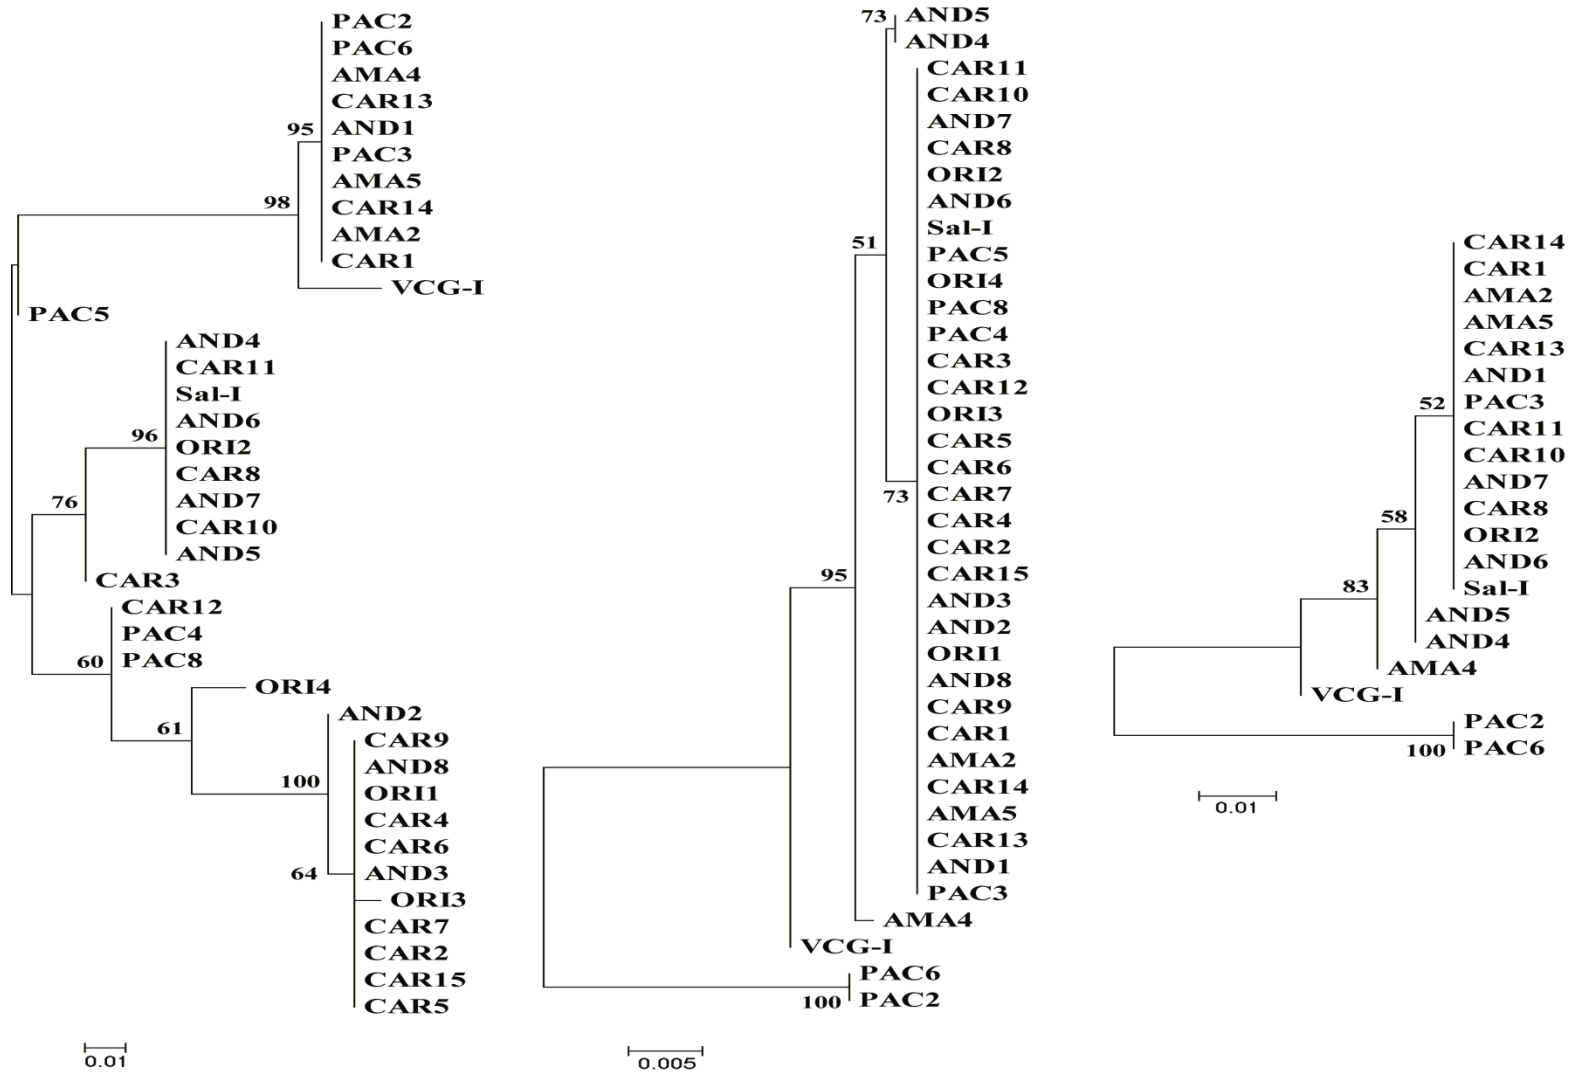 PAC2
PAC6
AMA4
CAR13
AND1
95
PAC3
AMA5
CAR14
98
AMA2
CAR1
VCG-I
PAC5
AND4
CAR11
Sal-I
AND6
96
ORI2
CAR8
AND7
76
CAR10
AND5
CAR3
CAR12
PAC4
PAC8
60
ORI4
AND2
61
CAR9
AND8
100
ORI1
CAR4
CAR6
AND3
64
ORI3
CAR7
CAR2
CAR15
CAR5
0.01
73
AND5
AND4
CAR11
CAR10
AND7
CAR8
ORI2
AND6
Sal-I
51
PAC5
ORI4
PAC8
PAC4
CAR3
CAR12
ORI3
CAR5
CAR6
CAR7
73
CAR4
CAR2
95
CAR15
AND3
AND2
ORI1
AND8
CAR9
CAR1
AMA2
CAR14
AMA5
CAR13
AND1
PAC3
AMA4
VCG-I
PAC6
100
PAC2
0.005
CAR14
CAR1
AMA2
AMA5
CAR13
AND1
52
PAC3
CAR11
CAR10
AND7
CAR8
58
ORI2
AND6
83
Sal-I
AND5
AND4
AMA4
VCG-I
PAC2
100
PAC6
0.01